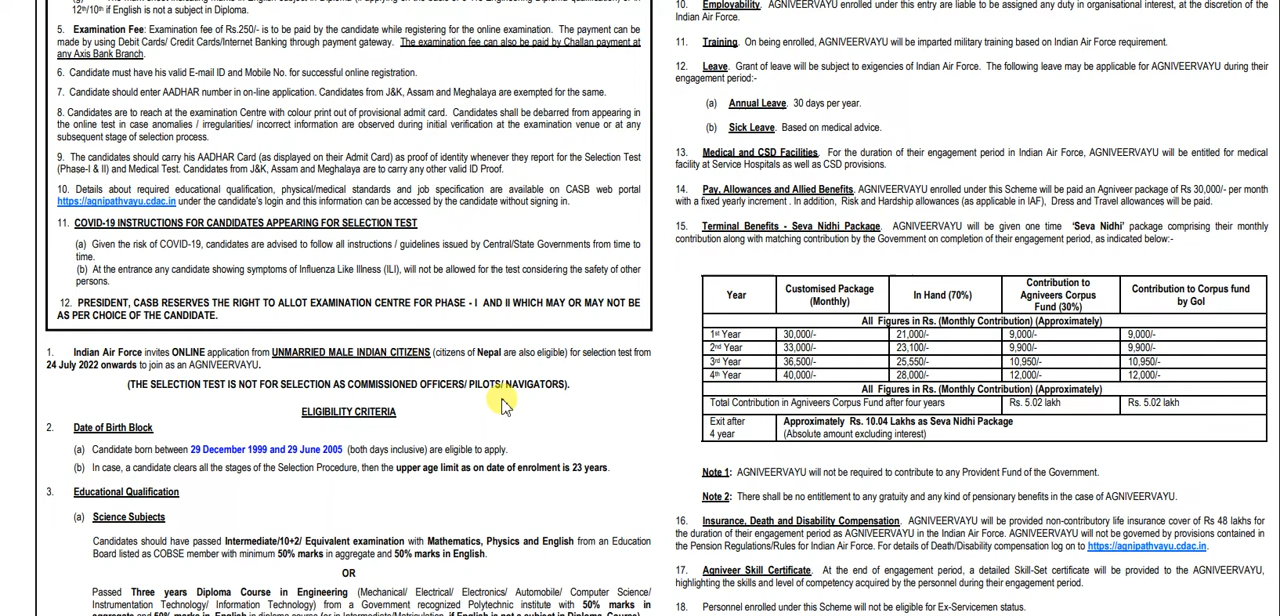 12th/10th if English is not a subject in Diploma.
5. Examination Fee: Examination fee of Rs.250/- is to be paid by the candidate while registering for the online examination. The payment can be
made by using Debit Cards/ Credit Cards/Internet Banking through payment gateway. The examination fee can also be paid by Challan payment at
any Axis Bank Branch.
6. Candidate must have his valid E-mail ID and Mobile No. for successful online registration.
7. Candidate should enter AADHAR number in on-line application. Candidates from J&K, Assam and Meghalaya are exempted for the same.
8. Candidates are to reach at the examination Centre with colour print out of provisional admit card. Candidates shall be debarred from appearing in
the online test in case anomalies / irregularities/ incorrect information are observed during initial verification at the examination venue or at any
subsequent stage of selection process.
9. The candidates should carry his AADHAR Card (as displayed on their Admit Card) as proof of identity whenever they report for the Selection Test
(Phase-I & II) and Medical Test. Candidates from J&K, Assam and Meghalaya are to carry any other valid ID Proof.
10. Details about required educational qualification, physical/medical standards and job specification are available on CASB web portal
https://agnipathvayu.cdac.in under the candidate's login and this information can be accessed by the candidate without signing in.
11. COVID-19 INSTRUCTIONS FOR CANDIDATES APPEARING FOR SELECTION TEST
(a) Given the risk of COVID-19, candidates are advised to follow all instructions / guidelines issued by Central/State Governments from time to
time.
(b) At the entrance any candidate showing symptoms of Influenza Like Illness (ILI), will not be allowed for the test considering the safety of other
persons.
12. PRESIDENT, CASB RESERVES THE RIGHT TO ALLOT EXAMINATION CENTRE FOR PHASE - I AND II WHICH MAY OR MAY NOT BE
AS PER CHOICE OF THE CANDIDATE.
1. Indian Air Force invites ONLINE application from UNMARRIED MALE INDIAN CITIZENS (citizens of Nepal are also eligible) for selection test from
24 July 2022 onwards to join as an AGNIVEERVAYU.
(THE SELECTION TEST IS NOT FOR SELECTION AS COMMISSIONED OFFICERS/ PILOTS/ NAVIGATORS).
ELIGIBILITY CRITERIA
2. Date of Birth Block
(a) Candidate born between 29 December 1999 and 29 June 2005 (both days inclusive) are eligible to apply.
(b) In case, a candidate clears all the stages of the Selection Procedure, then the upper age limit as on date of enrolment is 23 years.
3. Educational Qualification
(a) Science Subjects
Candidates should have passed Intermediate/10+2/ Equivalent examination with Mathematics, Physics and English from an Education
Board listed as COBSE member with minimum 50% marks in aggregate and 50% marks in English.
OR
Passed Three years Diploma Course in Engineering (Mechanical/ Electrical/ Electronics/ Automobile/ Computer Science/
Instrumentation Technology/ Information Technology) from a Government recognized Polytechnic institute with 50% marks in
10. Employability. AGNIVEERVAYU enrolled under this entry are liable to be assigned any duty in organisational interest, at the discretion of the
Indian Air Force.
11. Training. On being enrolled, AGNIVEERVAYU will be imparted military training based on Indian Air Force requirement.
12. Leave. Grant of leave will be subject to exigencies of Indian Air Force. The following leave may be applicable for AGNIVEERVAYU during their
engagement period:-
(a) Annual Leave. 30 days per year.
(b) Sick Leave. Based on medical advice.
13. Medical and CSD Facilities. For the duration of their engagement period in Indian Air Force, AGNIVEERVAYU will be entitled for medical
facility at Service Hospitals as well as CSD provisions.
14. Pay, Allowances and Allied Benefits. AGNIVEERVAYU enrolled under this Scheme will be paid an Agniveer package of Rs 30,000/- per month
with a fixed yearly increment . In addition, Risk and Hardship allowances (as applicable in IAF), Dress and Travel allowances will be paid.
15. Terminal Benefits - Seva Nidhi Package. AGNIVEERVAYU will be given one time 'Seva Nidhi' package comprising their monthly
contribution along with matching contribution by the Government on completion of their engagement period, as indicated below:-
Year Customised Package (Monthly) In Hand (70%) Contribution to Agniveers Corpus Fund (30%) Contribution to Corpus fund by GoI
All Figures in Rs. (Monthly Contribution) (Approximately)
1st Year 30,000/- 21,000/- 9,000/- 9,000/-
2nd Year 33,000/- 23,100/- 9,900/- 9,900/-
3rd Year 36,500/- 25,550/- 10,950/- 10,950/-
4th Year 40,000/- 28,000/- 12,000/- 12,000/-
All Figures in Rs. (Monthly Contribution) (Approximately)
Total Contribution in Agniveers Corpus Fund after four years Rs. 5.02 lakh Rs. 5.02 lakh
Exit after 4 year Approximately Rs. 10.04 Lakhs as Seva Nidhi Package
(Absolute amount excluding interest)
Note 1: AGNIVEERVAYU will not be required to contribute to any Provident Fund of the Government.
Note 2: There shall be no entitlement to any gratuity and any kind of pensionary benefits in the case of AGNIVEERVAYU.
16. Insurance, Death and Disability Compensation. AGNIVEERVAYU will be provided non-contributory life insurance cover of Rs 48 lakhs for
the duration of their engagement period as AGNIVEERVAYU in the Indian Air Force. AGNIVEERVAYU will not be governed by provisions contained in
the Pension Regulations/Rules for Indian Air Force. For details of Death/Disability compensation log on to https://agnipathvayu.cdac.in.
17. Agniveer Skill Certificate. At the end of engagement period, a detailed Skill-Set certificate will be provided to the AGNIVEERVAYU,
highlighting the skills and level of competency acquired by the personnel during their engagement period.
18. Personnel enrolled under this Scheme will not be eligible for Ex-Servicemen status.